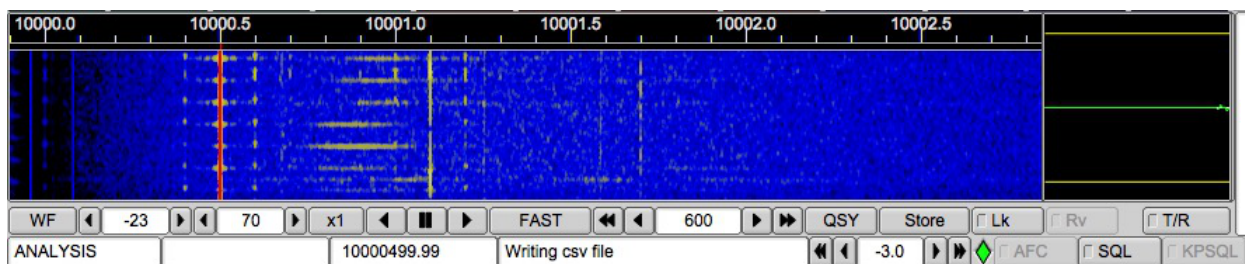 10000.0 10000.5 10001.0 10001.5 10002.0 10002.5
WF -23 70 x1 FAST 600 QSY Store Lk Rv T/R
ANALYSIS 10000499.99 Writing csv file -3.0 AFC SQL KPSQL